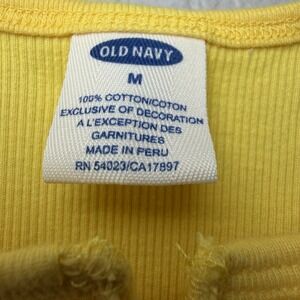 OLD NAVY
M
100% COTTON/COTON
EXCLUSIVE OF DECORATION
A L'EXCEPTION DES
GARNITURES
MADE IN PERU
RN 54023/CA17897